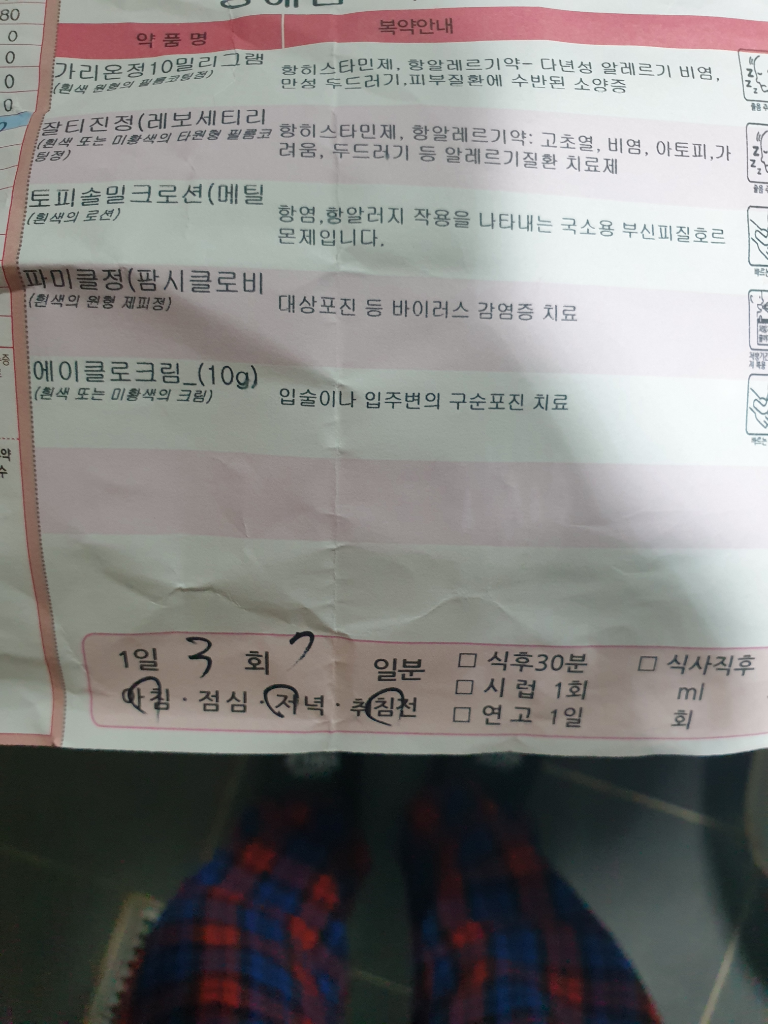 80
0
0
0
0
약 품 명
복약안내
가리온정10밀리그램
(흰색 원형의 필름코팅정)
항히스타민제, 항알레르기약- 다년성 알레르기 비염,
만성 두드러기,피부질환에 수반된 소양증
잘티진정(레보세티리
(흰색 또는 미황색의 타원형 필름코
팅정)
항히스타민제, 항알레르기약: 고초열, 비염, 아토피,가
려움, 두드러기 등 알레르기질환 치료제
토피솔밀크로션(메틸
(흰색의 로션)
항염,항알러지 작용을 나타내는 국소용 부신피질호르
몬제입니다.
파미클정(팜시클로비
(흰색의 원형 제피정)
대상포진 등 바이러스 감염증 치료
에이클로크림_(10g)
(흰색 또는 미황색의 크림)
입술이나 입주변의 구순포진 치료
약
수
1일 3 회 7 일분
아침 · 점심 · 저녁 · 취침전
□ 식후30분 □ 식사직후
□ 시 럽 1회 ml
□ 연 고 1일 회